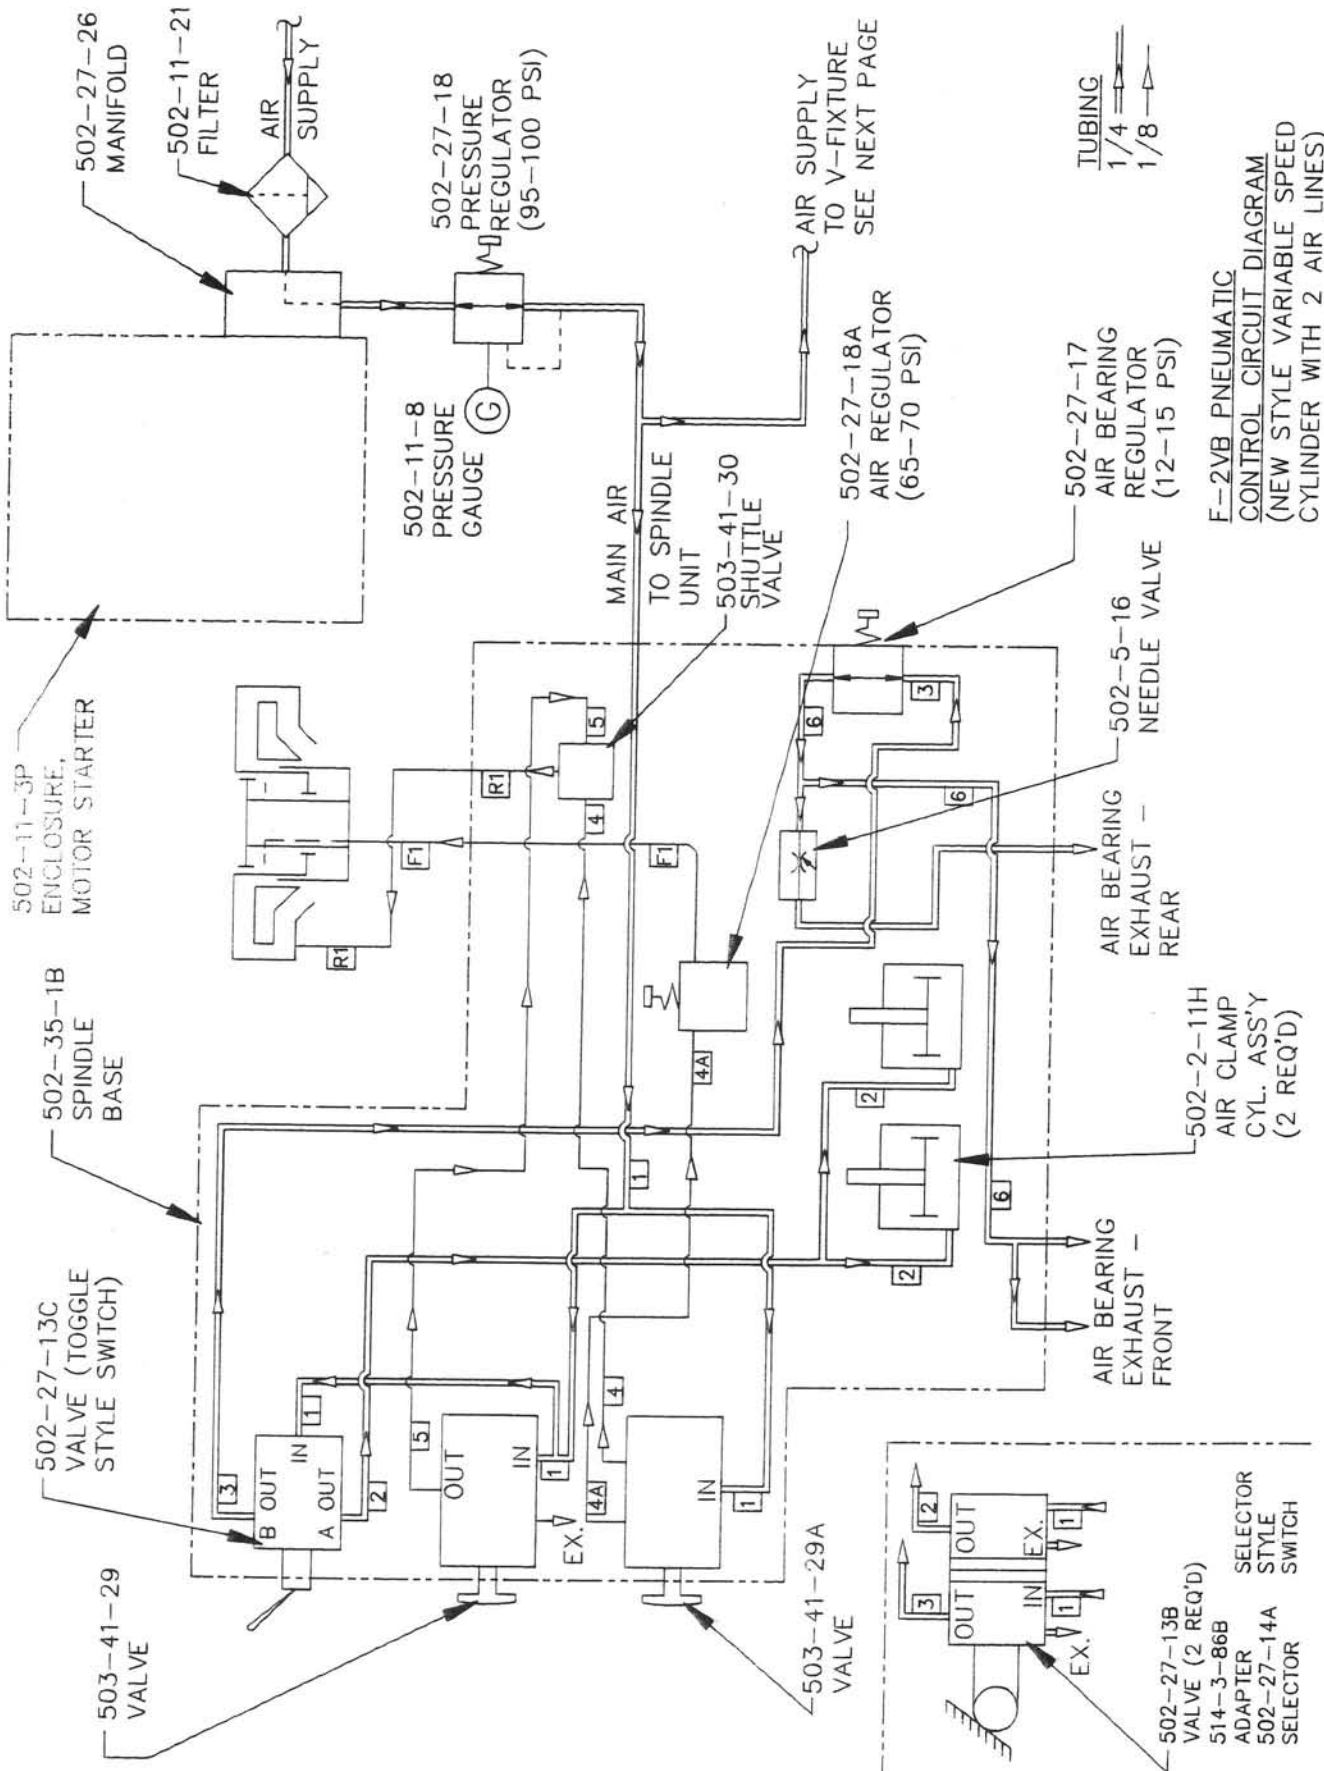 502-27-26
MANIFOLD
502-11-21
FILTER
AIR
SUPPLY
502-27-18
PRESSURE
REGULATOR
(95-100 PSI)
502-11-3P
ENCLOSURE,
MOTOR STARTER
502-11-8
PRESSURE
GAUGE
G
AIR SUPPLY
TO V-FIXTURE
SEE NEXT PAGE
MAIN AIR
TO SPINDLE
UNIT
503-41-30
SHUTTLE
VALVE
502-27-18A
AIR REGULATOR
(65-70 PSI)
502-27-17
AIR BEARING
REGULATOR
(12-15 PSI)
502-5-16
NEEDLE VALVE
502-35-1B
SPINDLE
BASE
502-27-13C
VALVE (TOGGLE
STYLE SWITCH)
503-41-29
VALVE
503-41-29A
VALVE
3
B OUT
IN
A OUT
1
2
5
OUT
IN
1
EX.
4A
4
IN
1
1
4A
2
2
R1
R1
F1
F1
5
4
6
3
6
6
AIR BEARING
EXHAUST –
REAR
502-2-11H
AIR CLAMP
CYL. ASS'Y
(2 REQ'D)
AIR BEARING
EXHAUST –
FRONT
3
2
OUT
OUT
IN
EX.
1
1
EX.
502-27-13B
VALVE (2 REQ'D)
514-3-86B
ADAPTER
502-27-14A
SELECTOR
SELECTOR
STYLE
SWITCH
TUBING
1/4
1/8
F-2VB PNEUMATIC
CONTROL CIRCUIT DIAGRAM
(NEW STYLE VARIABLE SPEED
CYLINDER WITH 2 AIR LINES)